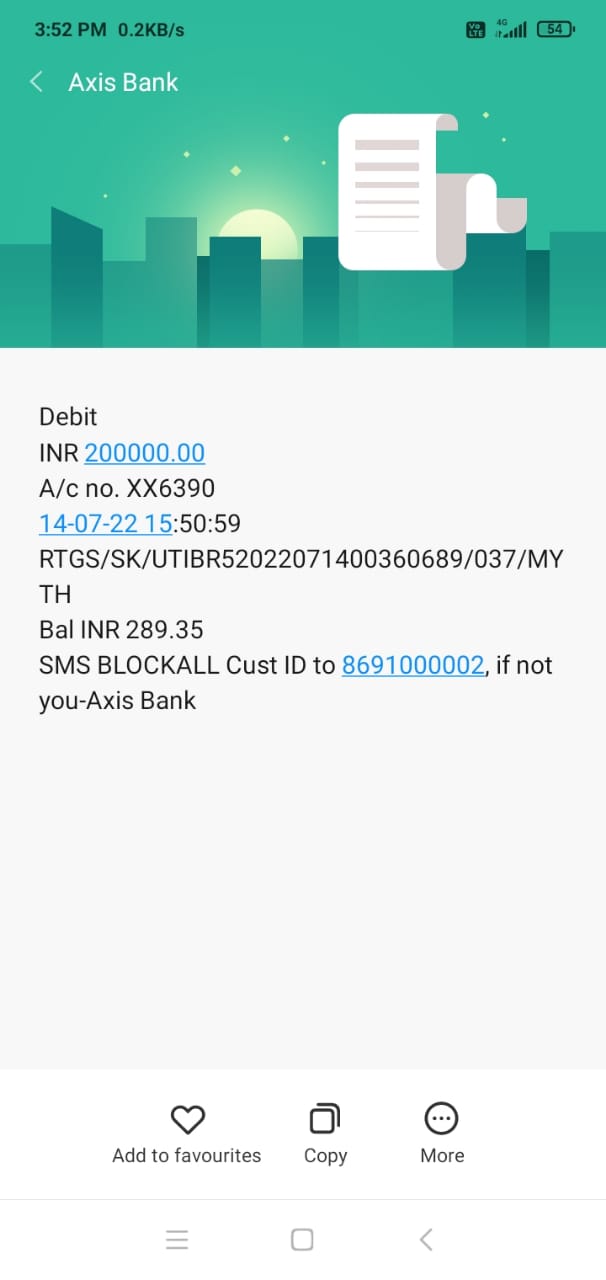 3:52 PM 0.2KB/s
Vo LTE 4G 54
Axis Bank
Debit
INR 200000.00
A/c no. XX6390
14-07-22 15:50:59
RTGS/SK/UTIBR52022071400360689/037/MY
TH
Bal INR 289.35
SMS BLOCKALL Cust ID to 8691000002, if not
you-Axis Bank
Add to favourites Copy More